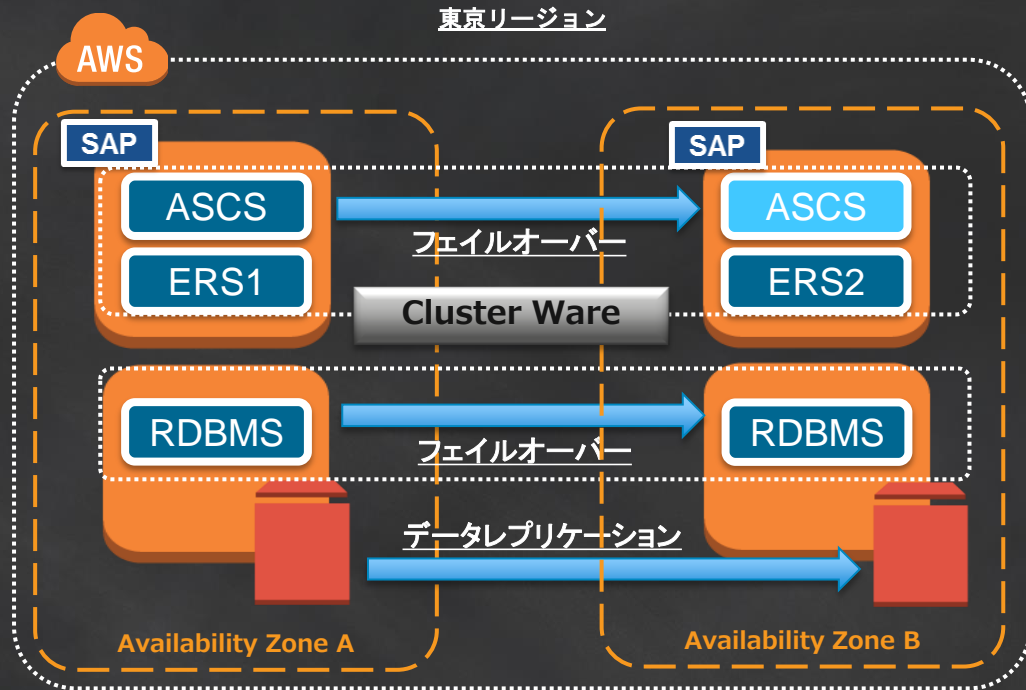 東京リージョン
AWS
SAP
SAP
ASCS
ASCS
フェイルオーバー
ERS1
ERS2
Cluster Ware
RDBMS
RDBMS
フェイルオーバー
データレプリケーション
Availability Zone A
Availability Zone B